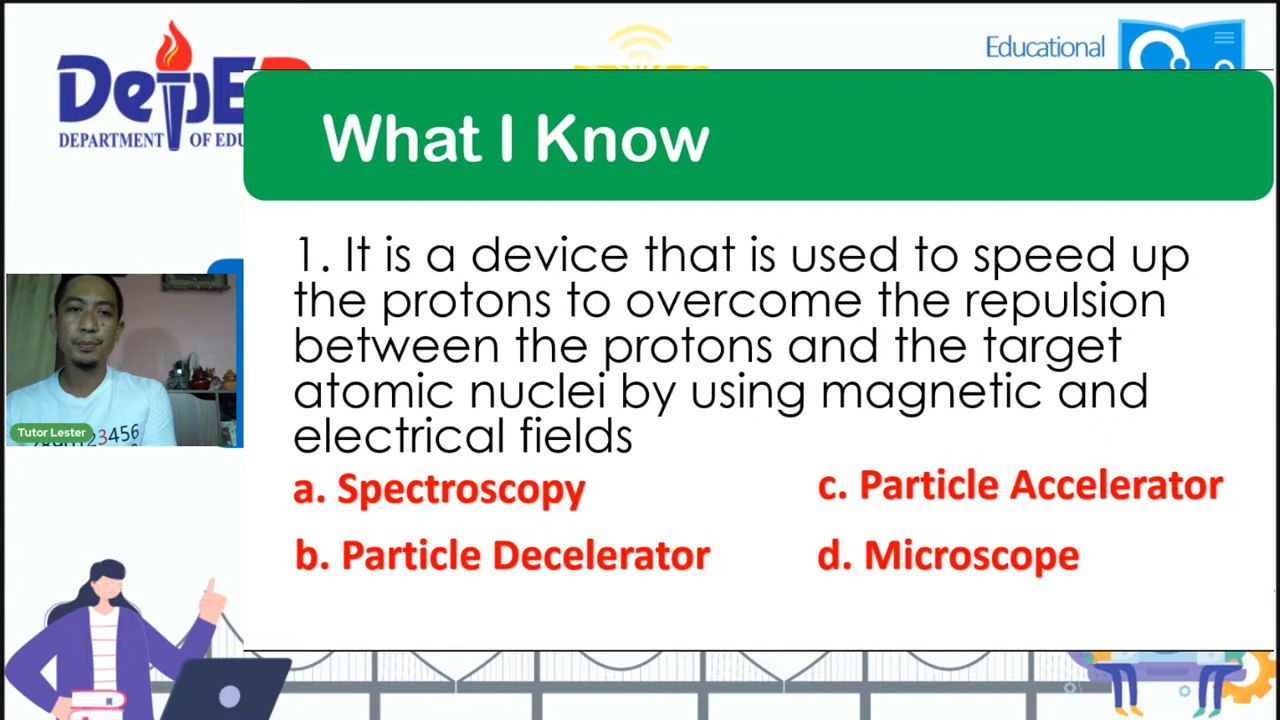 DepE
DEPARTMENT OF EDU
Educational
What I Know
1. It is a device that is used to speed up
the protons to overcome the repulsion
between the protons and the target
atomic nuclei by using magnetic and
electrical fields
a. Spectroscopy
c. Particle Accelerator
b. Particle Decelerator
d. Microscope
Tutor Lester